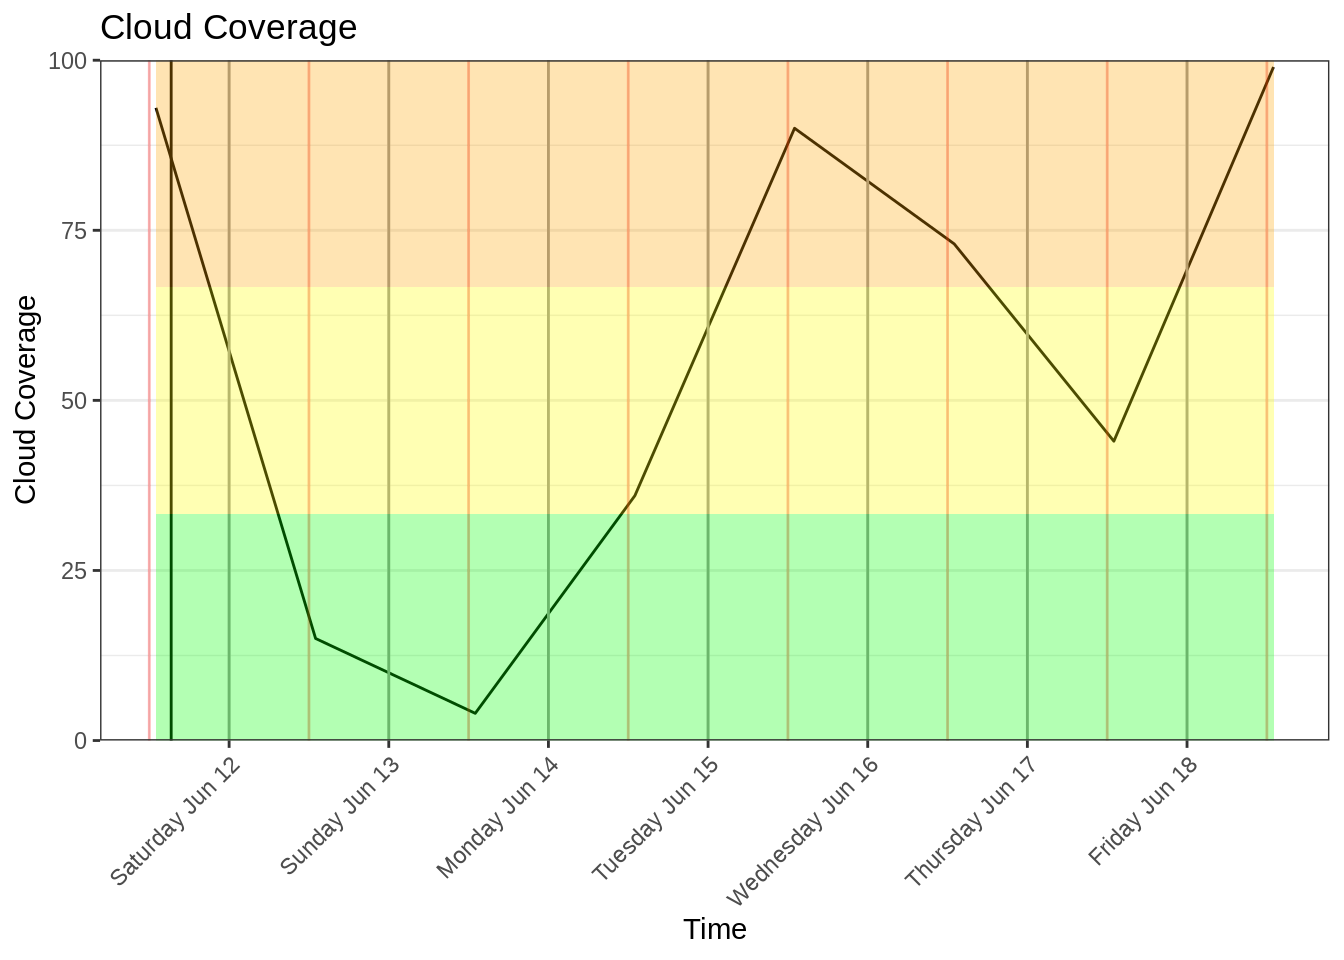 Cloud Coverage
Cloud Coverage
100
75
50
25
0
Saturday Jun 12
Sunday Jun 13
Monday Jun 14
Tuesday Jun 15
Wednesday Jun 16
Thursday Jun 17
Friday Jun 18
Time